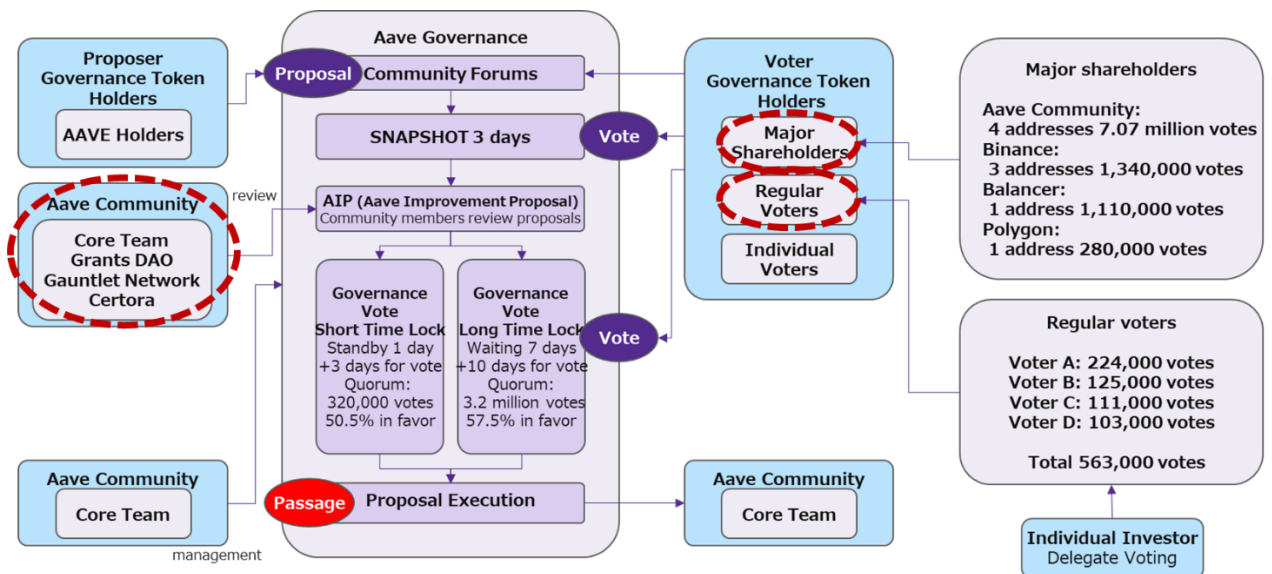 Proposer
Governance Token
Holders
AAVE Holders
Aave Community
Core Team
Grants DAO
Gauntlet Network
Certora
review
Aave Community
Core Team
management
Aave Governance
Proposal
Community Forums
SNAPSHOT 3 days
Vote
AIP (Aave Improvement Proposal)
Community members review proposals
Governance
Vote
Short Time Lock
Standby 1 day
+3 days for vote
Quorum:
320,000 votes
50.5% in favor
Governance
Vote
Long Time Lock
Waiting 7 days
+10 days for vote
Quorum:
3.2 million votes
57.5% in favor
Vote
Passage
Proposal Execution
Voter
Governance Token
Holders
Major
Shareholders
Regular
Voters
Individual
Voters
Aave Community
Core Team
Major shareholders
Aave Community:
4 addresses 7.07 million votes
Binance:
3 addresses 1,340,000 votes
Balancer:
1 address 1,110,000 votes
Polygon:
1 address 280,000 votes
Regular voters
Voter A: 224,000 votes
Voter B: 125,000 votes
Voter C: 111,000 votes
Voter D: 103,000 votes
Total 563,000 votes
Individual Investor
Delegate Voting